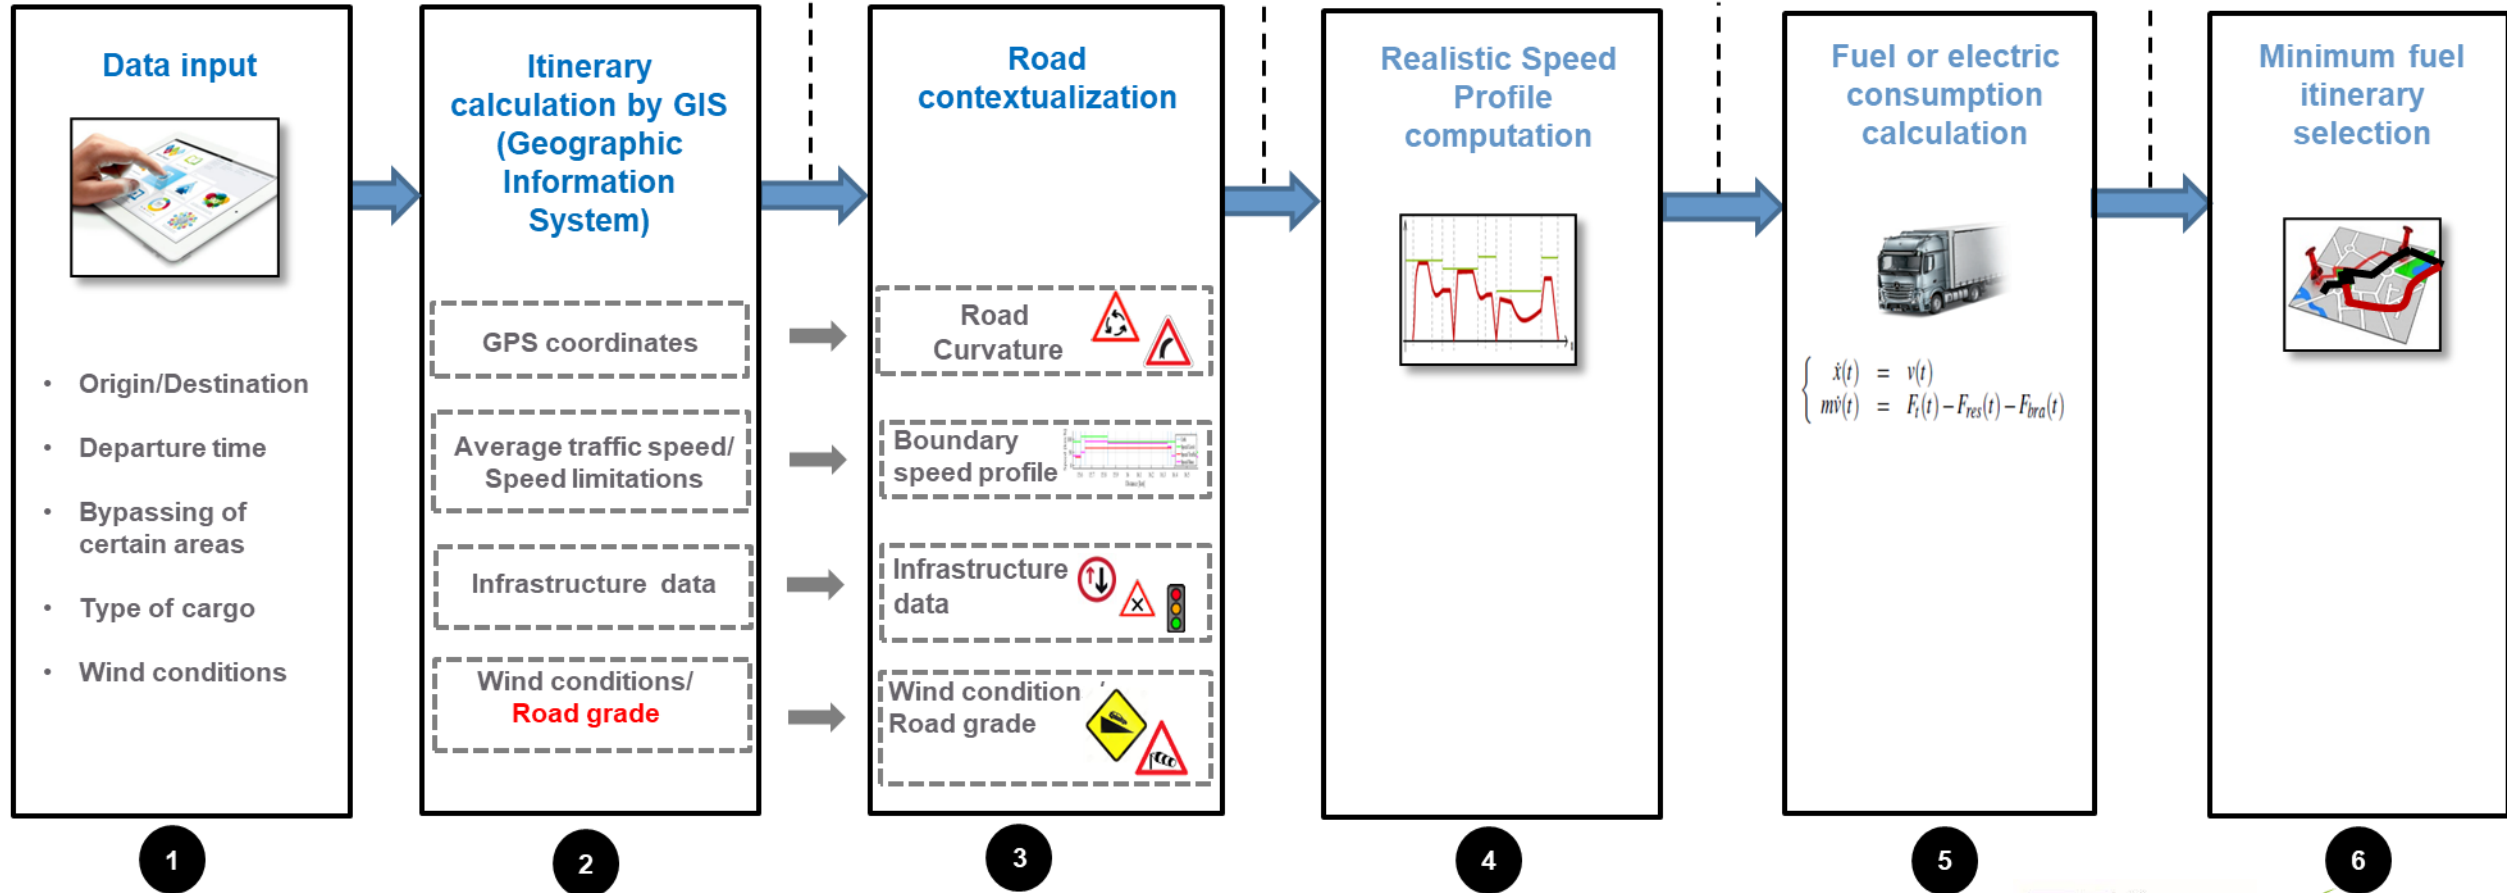 Data input
• Origin/Destination
• Departure time
• Bypassing of
certain areas
• Type of cargo
• Wind conditions
1
Itinerary
calculation by GIS
(Geographic
Information
System)
GPS coordinates
Average traffic speed/
Speed limitations
Infrastructure data
Wind conditions/
Road grade
2
Road
contextualization
Road
Curvature
Boundary
speed profile
Infrastructure
data
Wind condition /
Road grade
3
Realistic Speed
Profile
computation
4
Fuel or electric
consumption
calculation
ẋ(t) = v(t)
mv̇(t) = Ft(t) − Fres(t) − Fbra(t)
5
Minimum fuel
itinerary
selection
6